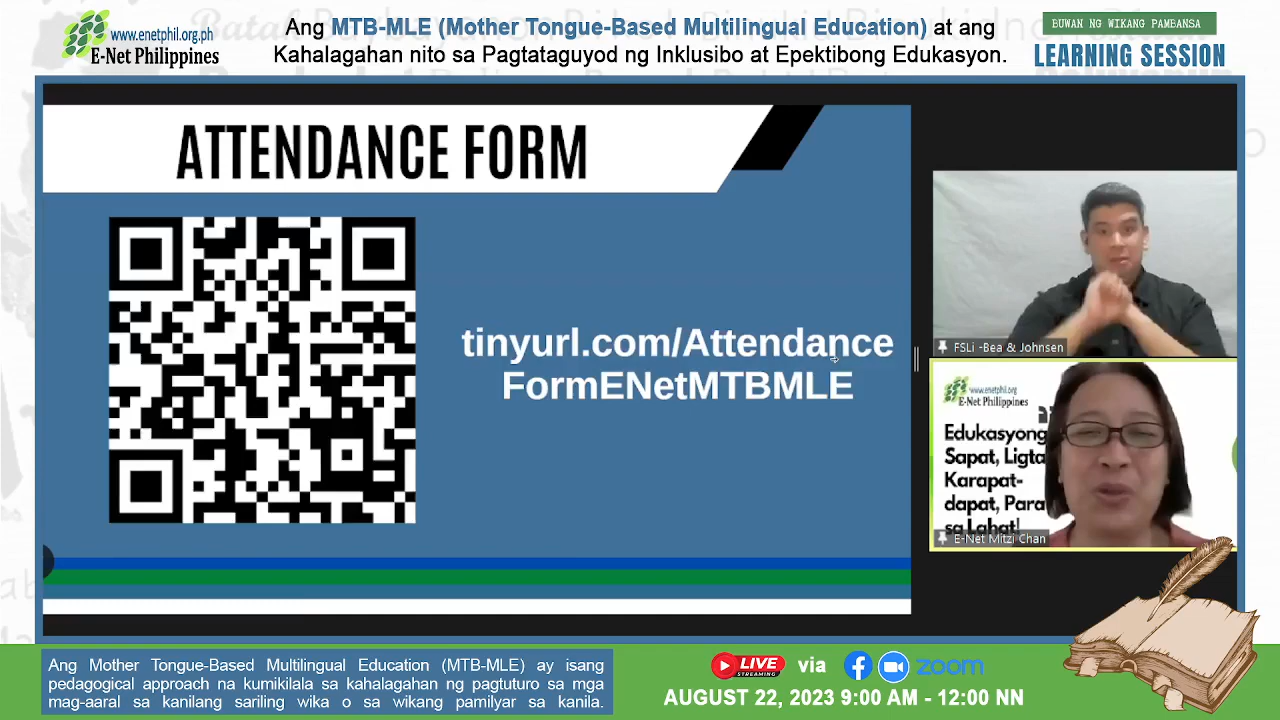 www.enetphil.org.ph
E-Net Philippines
Ang MTB-MLE (Mother Tongue-Based Multilingual Education) at ang
Kahalagahan nito sa Pagtataguyod ng Inklusibo at Epektibong Edukasyon.
BUWAN NG WIKANG PAMBANSA
LEARNING SESSION
ATTENDANCE FORM
tinyurl.com/Attendance
FormENetMTBMLE
FSLi -Bea & Johnsen
www.enetphil.org
E-Net Philippines
Edukasyong
Sapat, Ligta
Karapat-
dapat, Para
sa Lahat!
E-Net Mitzi Chan
Ang Mother Tongue-Based Multilingual Education (MTB-MLE) ay isang
pedagogical approach na kumikilala sa kahalagahan ng pagtuturo sa mga
mag-aaral sa kanilang sariling wika o sa wikang pamilyar sa kanila.
LIVE
STREAMING
via
zoom
AUGUST 22, 2023 9:00 AM - 12:00 NN